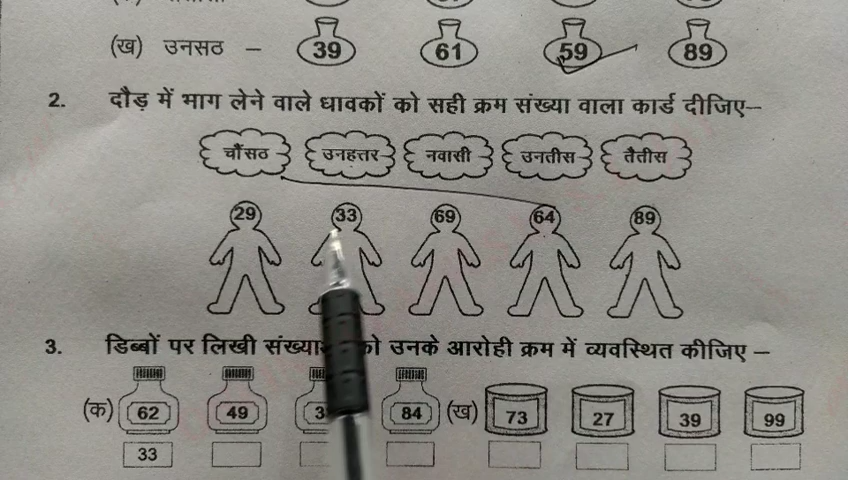 (ख) उनसठ – 39 61 59 89
2. दौड़ में भाग लेने वाले धावकों को सही क्रम संख्या वाला कार्ड दीजिए–
चौंसठ उनहत्तर नवासी उनतीस तैतीस
29 33 69 64 89
3. डिब्बों पर लिखी को उनके आरोही क्रम में व्यवस्थित कीजिए –
(क) 62 49 84 (ख) 73 27 39 99
33